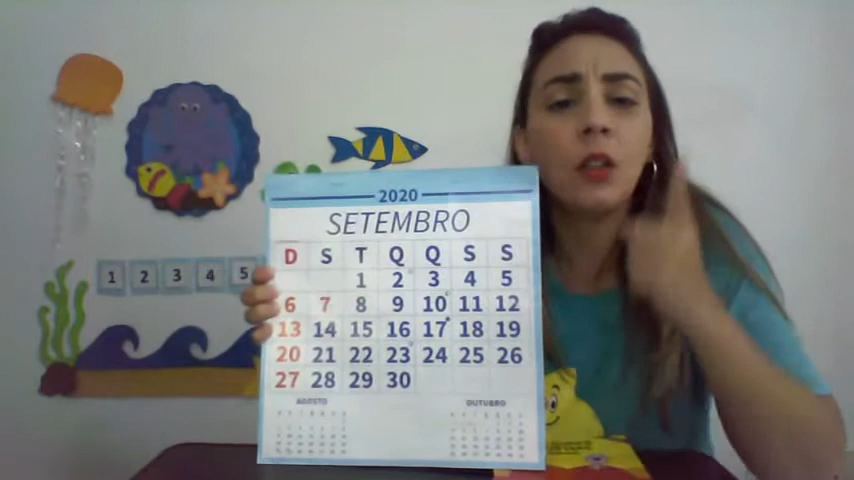 2020
SETEMBRO
D S T Q Q S S
1 2 3 4 5
6 7 8 9 10 11 12
13 14 15 16 17 18 19
20 21 22 23 24 25 26
27 28 29 30
AGOSTO OUTUBRO
1 2 3 4 5